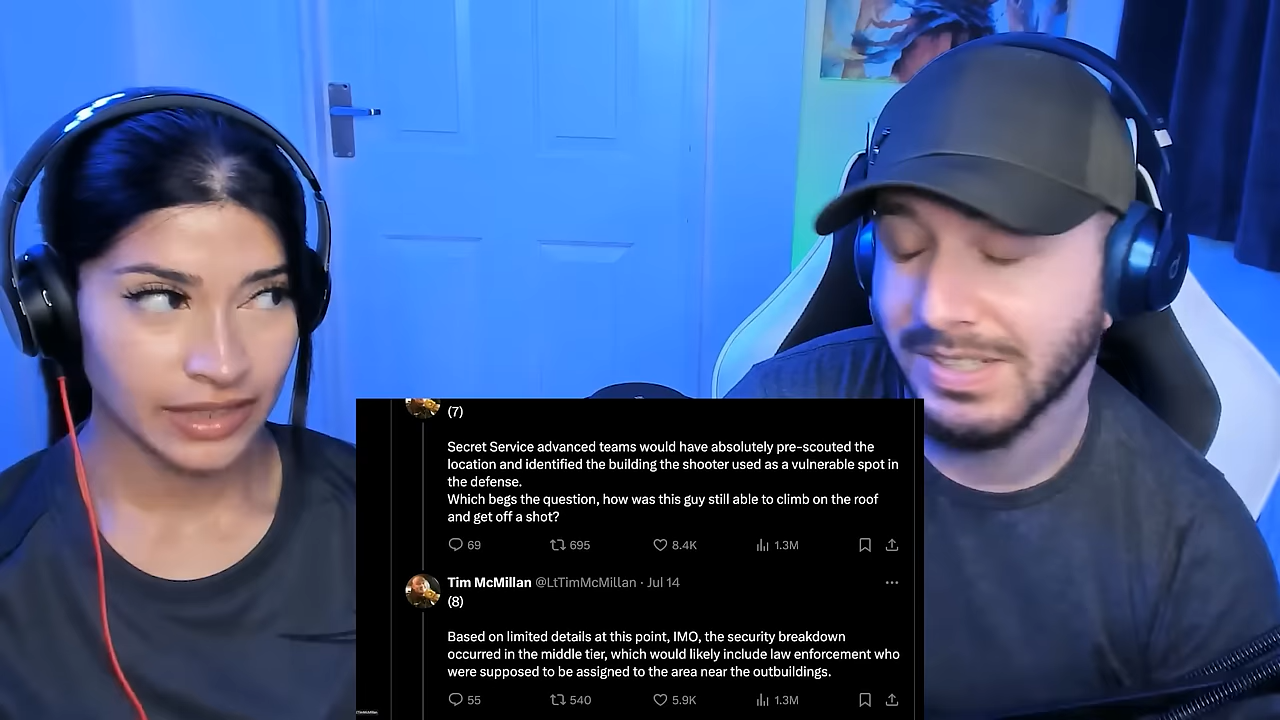 (7)
Secret Service advanced teams would have absolutely pre-scouted the
location and identified the building the shooter used as a vulnerable spot in
the defense.
Which begs the question, how was this guy still able to climb on the roof
and get off a shot?
69 695 8.4K 1.3M
Tim McMillan @LtTimMcMillan · Jul 14
(8)
Based on limited details at this point, IMO, the security breakdown
occurred in the middle tier, which would likely include law enforcement who
were supposed to be assigned to the area near the outbuildings.
55 540 5.9K 1.3M